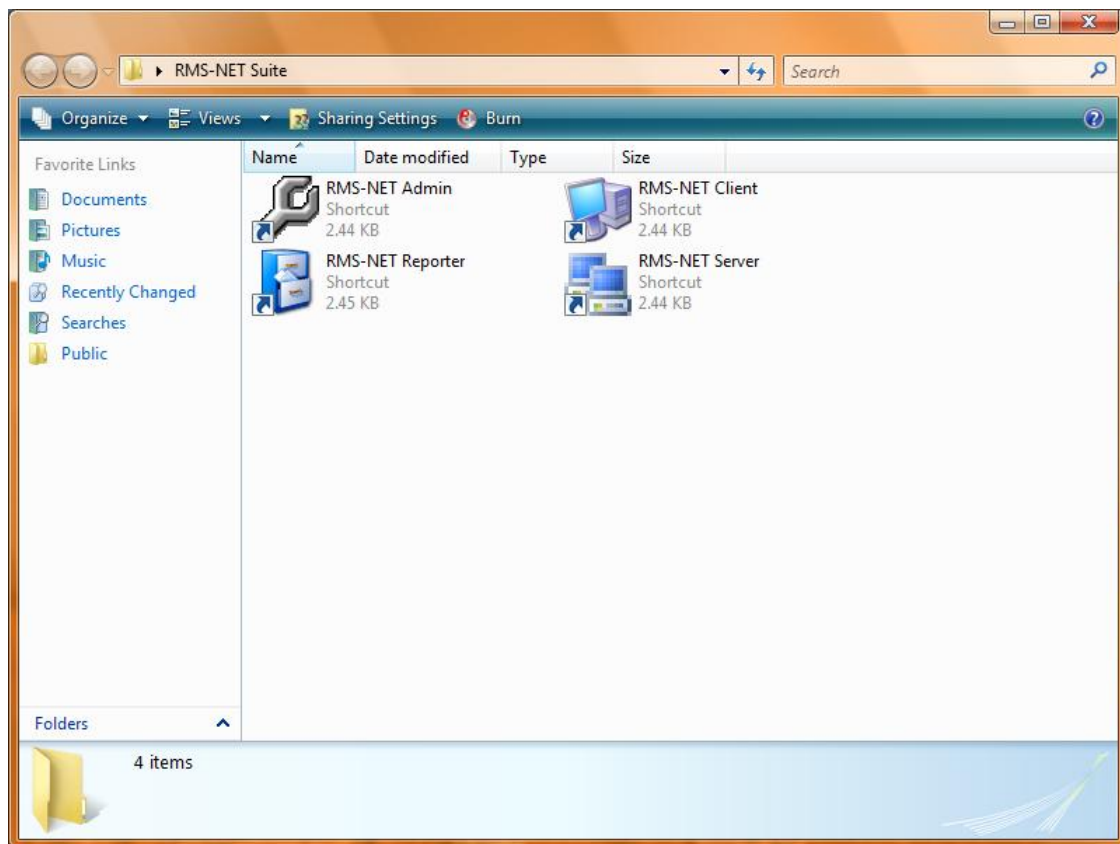 RMS-NET Suite
Search
Organize Views Sharing Settings Burn
Favorite Links
Documents
Pictures
Music
Recently Changed
Searches
Public
Folders
Name Date modified Type Size
RMS-NET Admin
Shortcut
2.44 KB
RMS-NET Client
Shortcut
2.44 KB
RMS-NET Reporter
Shortcut
2.45 KB
RMS-NET Server
Shortcut
2.44 KB
4 items